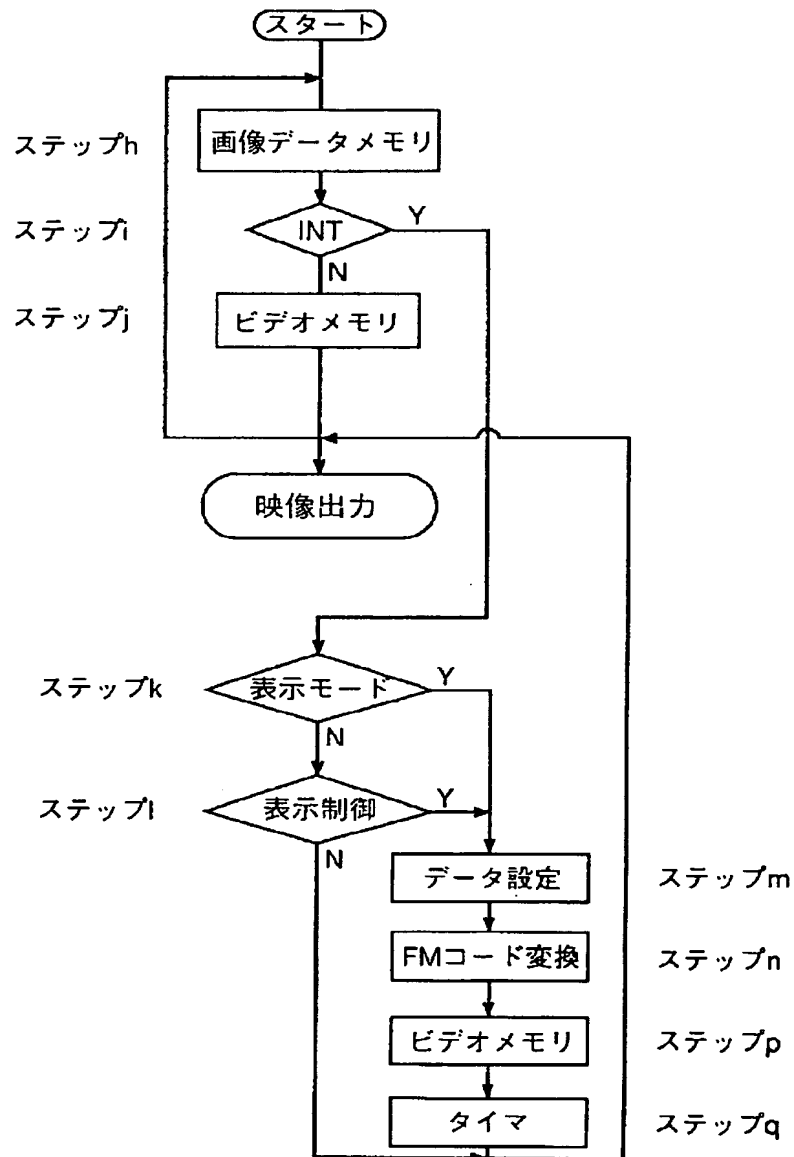 スタート
ステップh
画像データメモリ
ステップi
INT
Y
N
ステップj
ビデオメモリ
映像出力
ステップk
表示モード
Y
N
ステップl
表示制御
Y
N
データ設定
ステップm
FMコード変換
ステップn
ビデオメモリ
ステップp
タイマ
ステップq